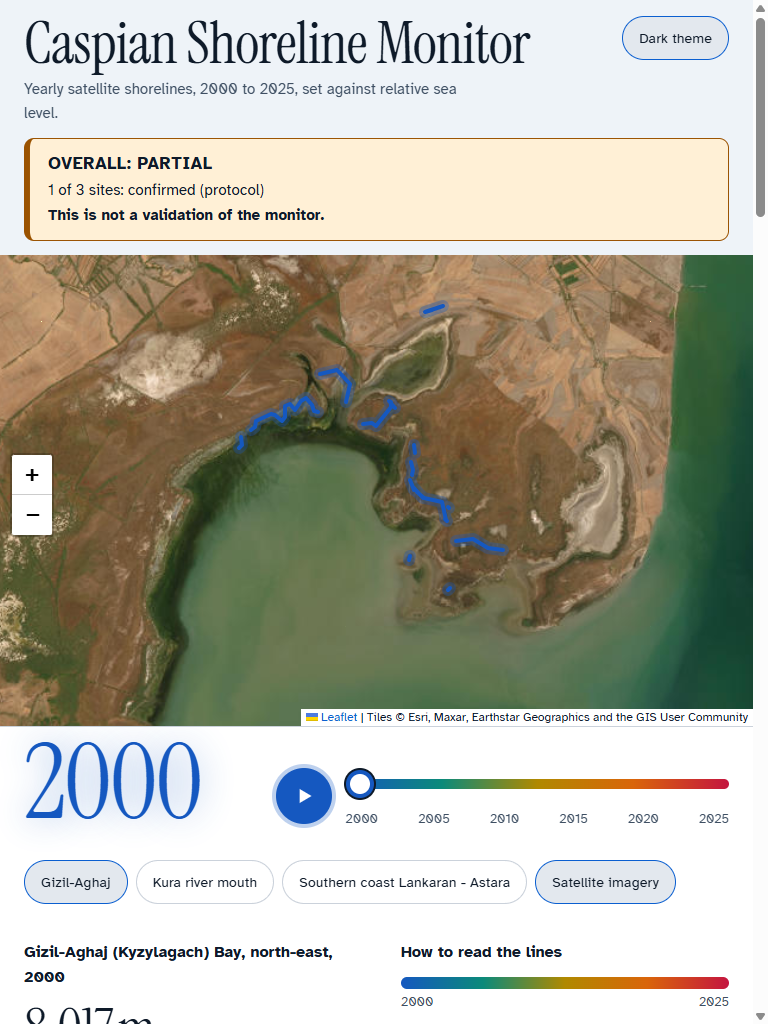 Caspian Shoreline Monitor
Dark theme
Yearly satellite shorelines, 2000 to 2025, set against relative sea
level.
OVERALL: PARTIAL
1 of 3 sites: confirmed (protocol)
This is not a validation of the monitor.
+
−
Leaflet | Tiles © Esri, Maxar, Earthstar Geographics and the GIS User Community
2000
2000 2005 2010 2015 2020 2025
Gizil-Aghaj
Kura river mouth
Southern coast Lankaran - Astara
Satellite imagery
Gizil-Aghaj (Kyzylagach) Bay, north-east,
2000
8,017 m
How to read the lines
2000 2025